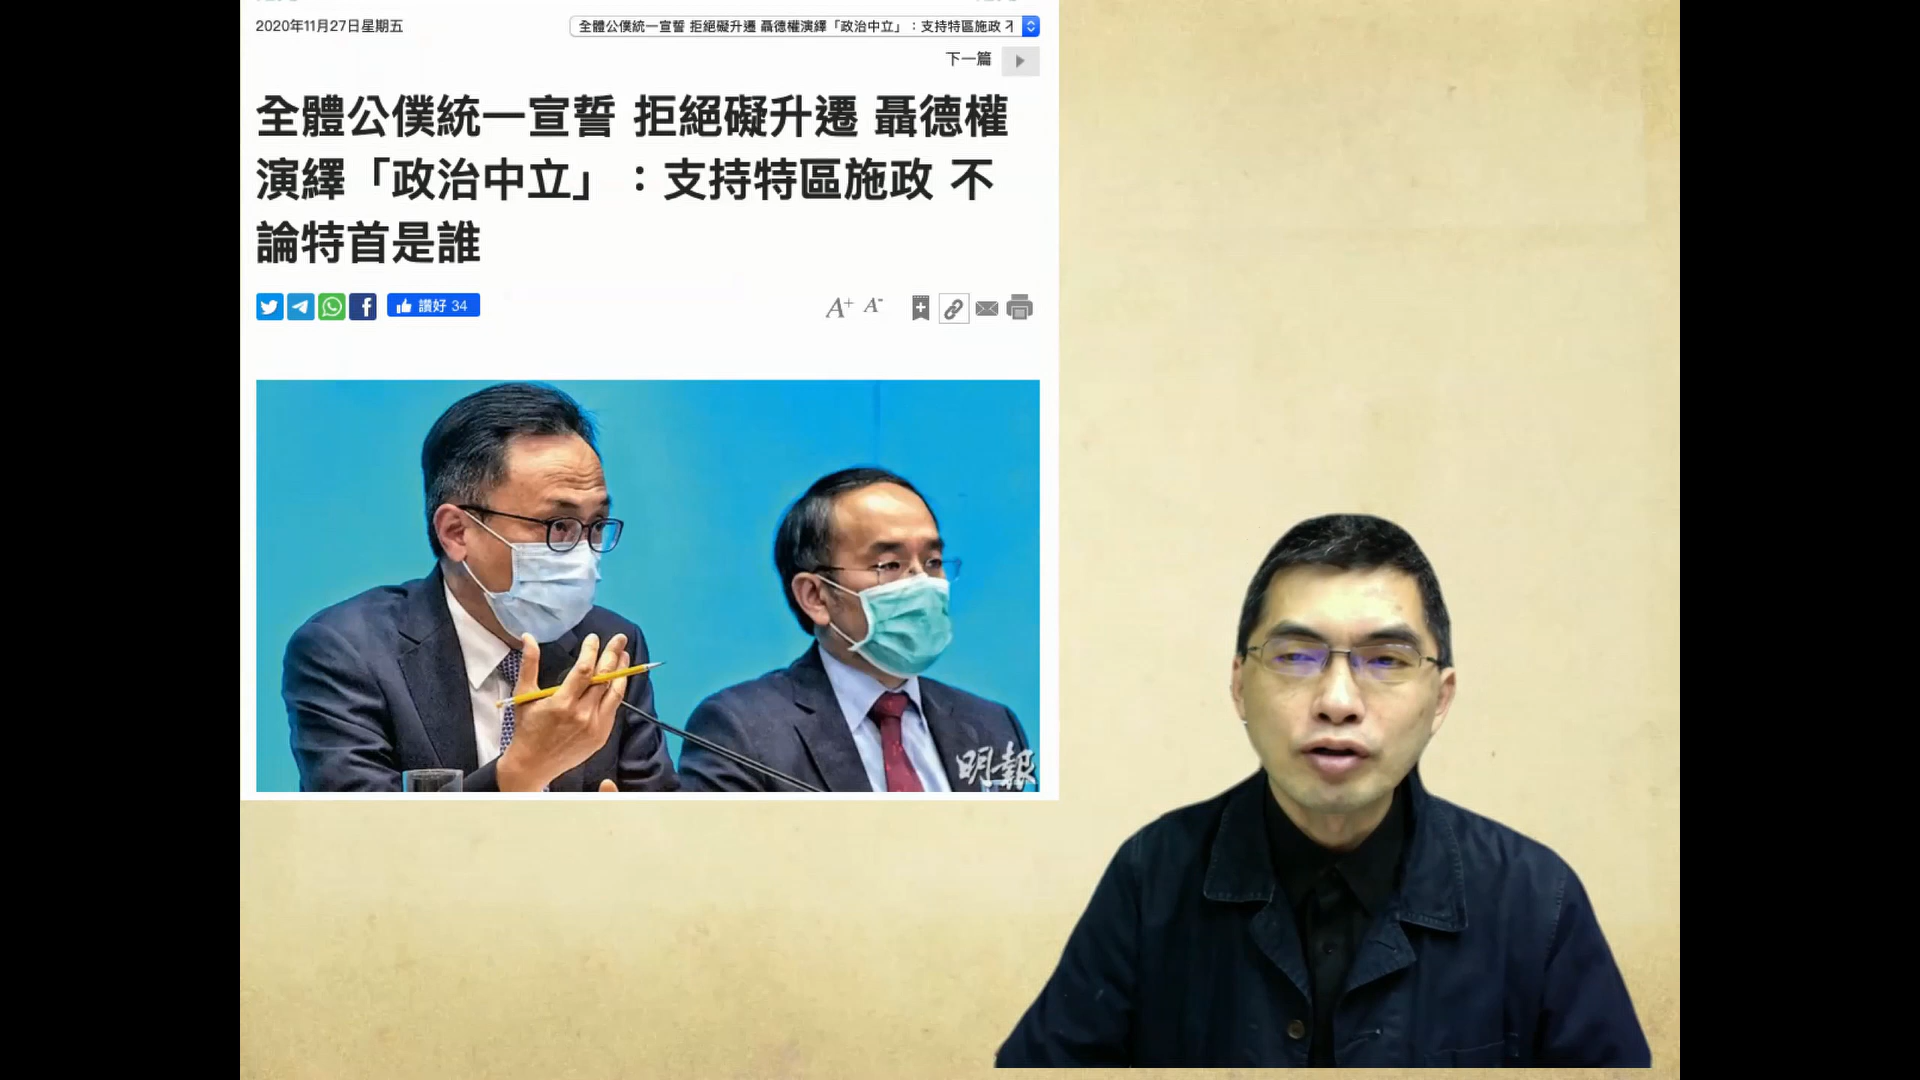 2020年11月27日星期五
全體公僕統一宣誓 拒絕礙升遷 聶德權演繹「政治中立」：支持特區施政 不
下一篇
全體公僕統一宣誓 拒絕礙升遷 聶德權
演繹「政治中立」：支持特區施政 不
論特首是誰
讚好 34
A+ A-
明報